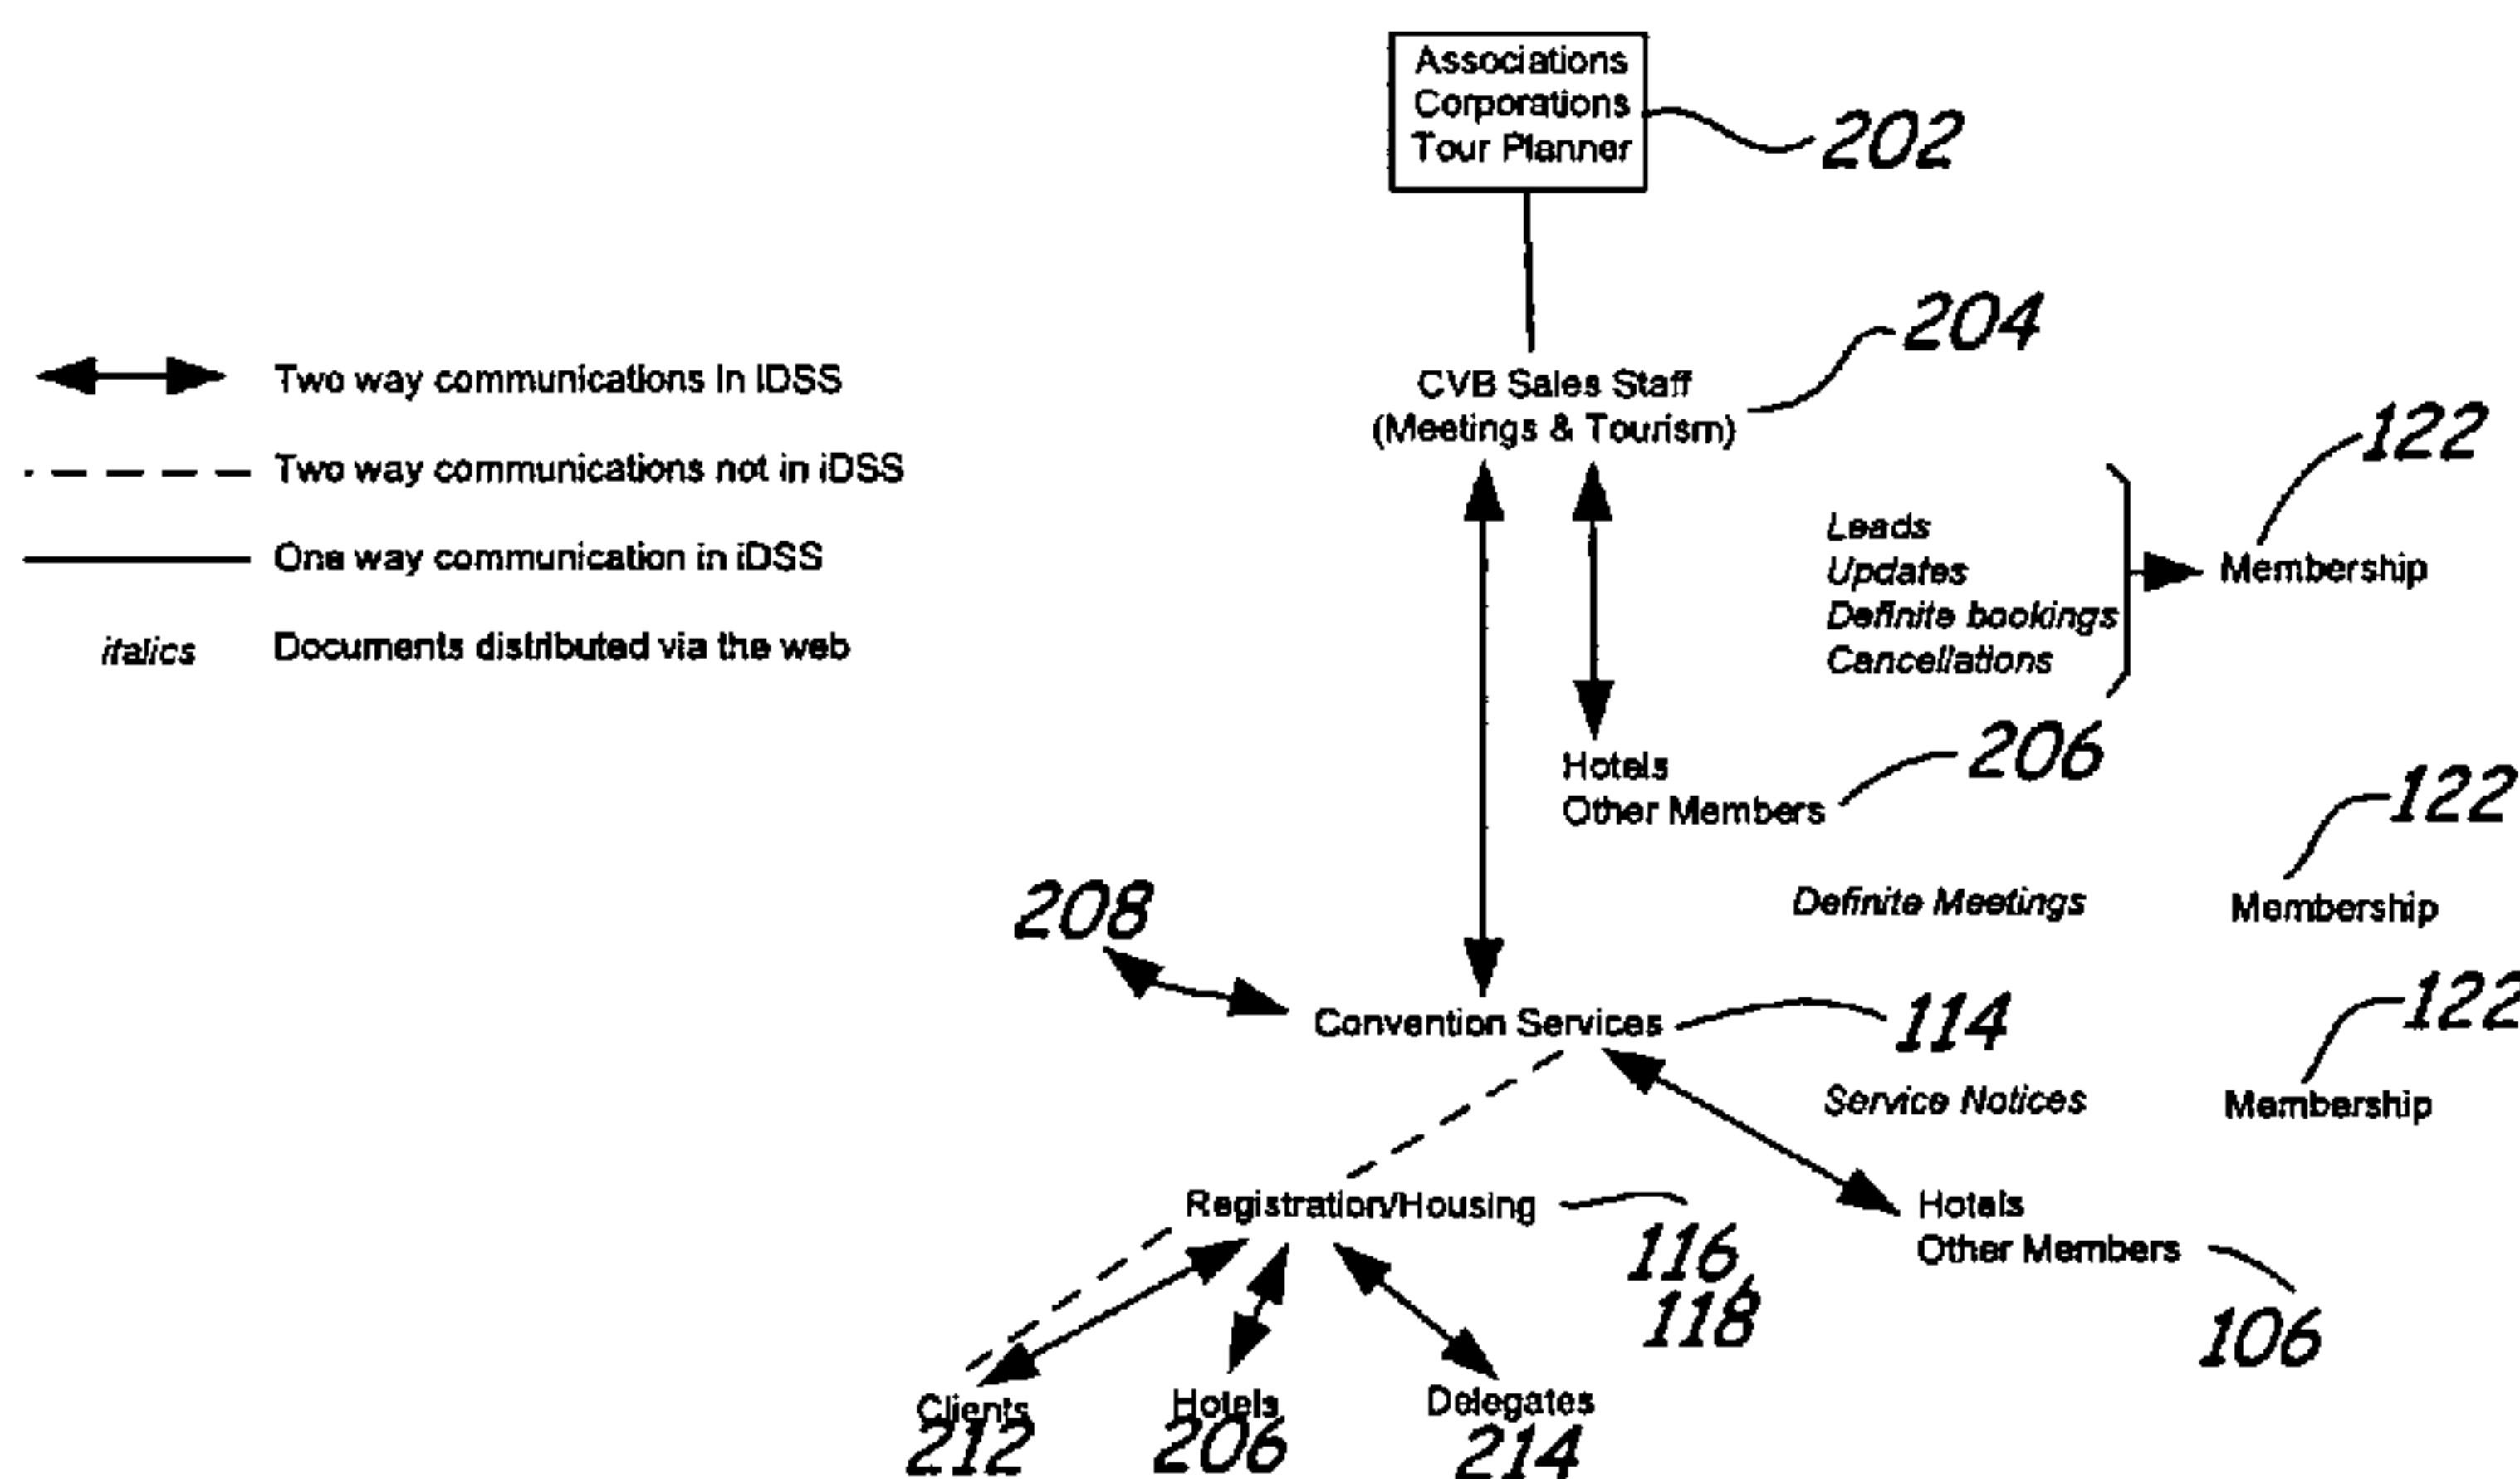 Associations
Corporations
Tour Planner
202
204
Two way communications in iDSS
CVB Sales Staff
(Meetings & Tourism)
122
Two way communications not in iDSS
Leads
One way communication in iDSS
Updates
Membership
Definite bookings
italics
Documents distributed via the web
Cancellations
206
Hotels
Other Members
122
208
Definite Meetings
Membership
122
Convention Services
114
Service Notices
Membership
Registration/Housing
Hotels
Other Members
116,
118
106
Clients
Hotels
Delegates
212
206
214